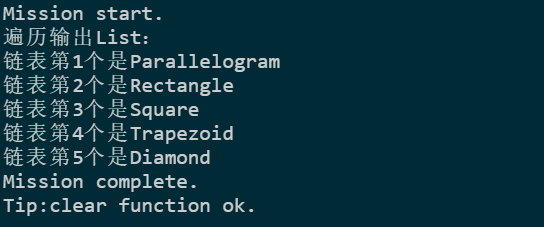 Mission start.
遍历输出List:
链表第1个是Parallelogram
链表第2个是Rectangle
链表第3个是Square
链表第4个是Trapezoid
链表第5个是Diamond
Mission complete.
Tip:clear function ok.